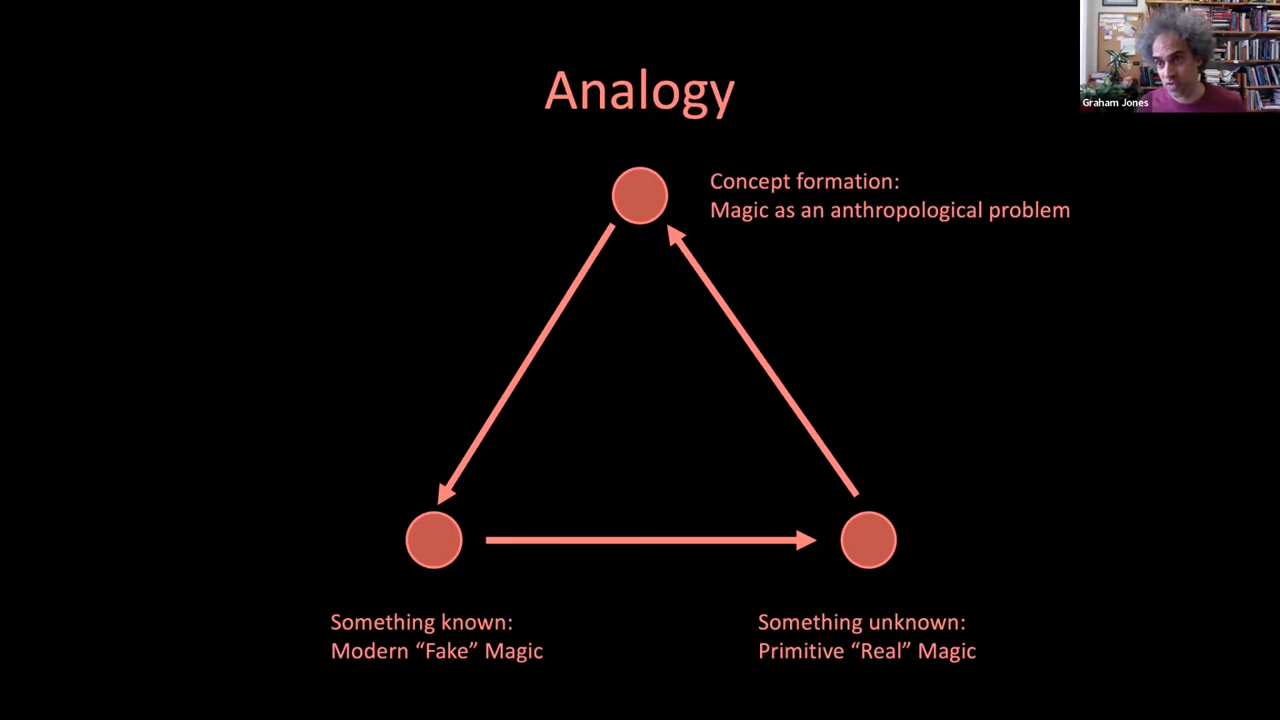 Analogy
Graham Jones
Concept formation:
Magic as an anthropological problem
Something known:
Modern “Fake” Magic
Something unknown:
Primitive “Real” Magic